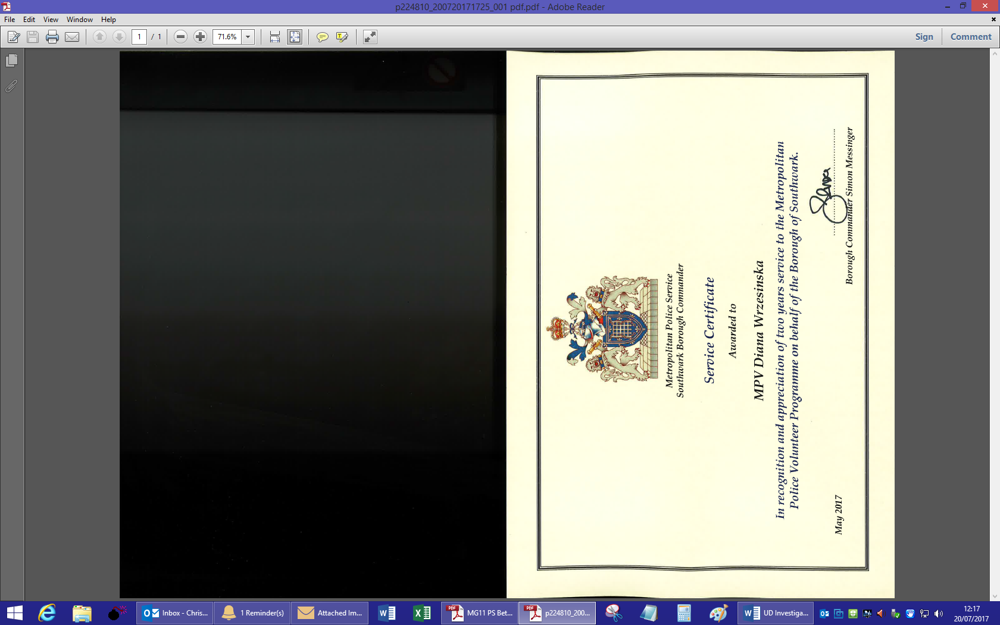 p224810_200720171725_001 pdf.pdf - Adobe Reader
File Edit View Window Help
1 / 1 71.6% Sign Comment
Metropolitan Police Service
Southwark Borough Commander
Service Certificate
Awarded to
MPV Diana Wrzesinska
In recognition and appreciation of two years service to the Metropolitan
Police Volunteer Programme on behalf of the Borough of Southwark.
May 2017
Borough Commander Simon Messinger
Inbox - Chris... 1 Reminder(s) Attached Im... MG11 PS Bet... p224810_200... UD Investiga...
12:17
20/07/2017